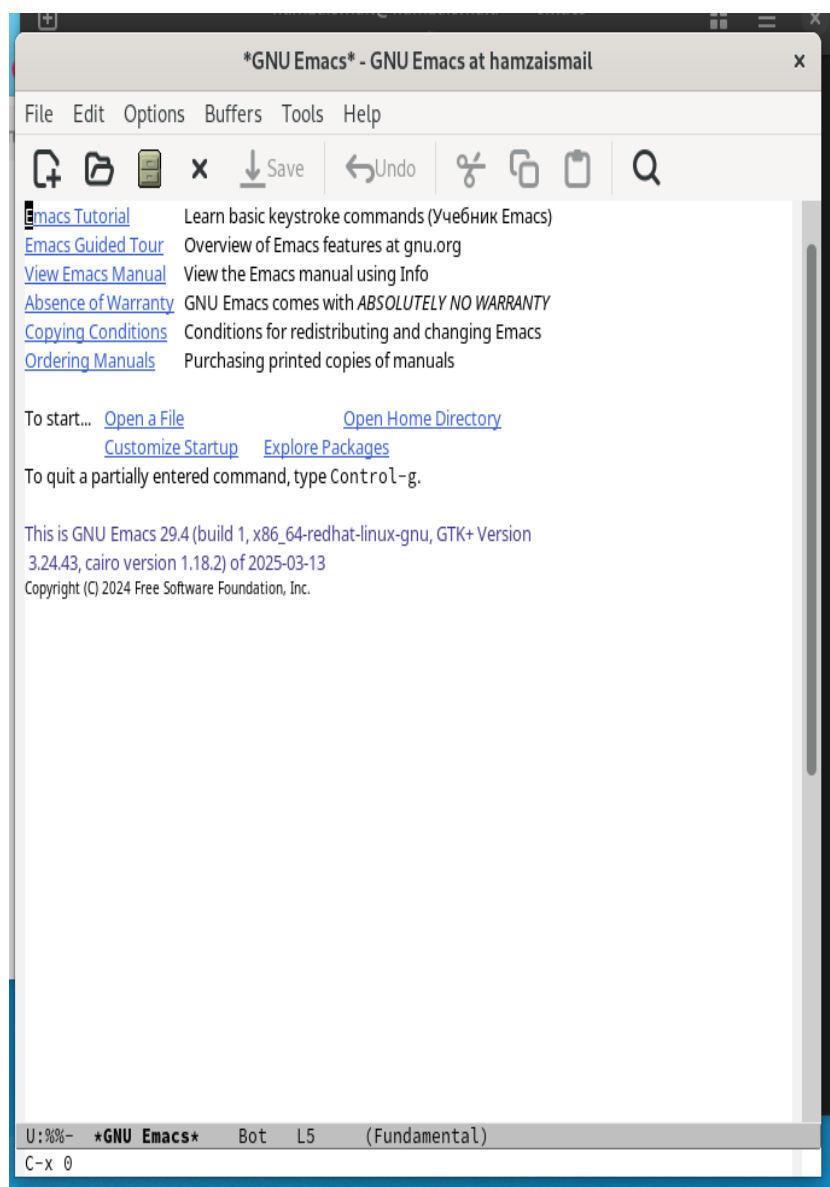 *GNU Emacs* - GNU Emacs at hamzaismail
File Edit Options Buffers Tools Help
Save Undo
Emacs Tutorial Learn basic keystroke commands (Учебник Emacs)
Emacs Guided Tour Overview of Emacs features at gnu.org
View Emacs Manual View the Emacs manual using Info
Absence of Warranty GNU Emacs comes with ABSOLUTELY NO WARRANTY
Copying Conditions Conditions for redistributing and changing Emacs
Ordering Manuals Purchasing printed copies of manuals
To start... Open a File Open Home Directory
Customize Startup Explore Packages
To quit a partially entered command, type Control-g.
This is GNU Emacs 29.4 (build 1, x86_64-redhat-linux-gnu, GTK+ Version
3.24.43, cairo version 1.18.2) of 2025-03-13
Copyright (C) 2024 Free Software Foundation, Inc.
U:%%- *GNU Emacs* Bot L5 (Fundamental)
C-x 0